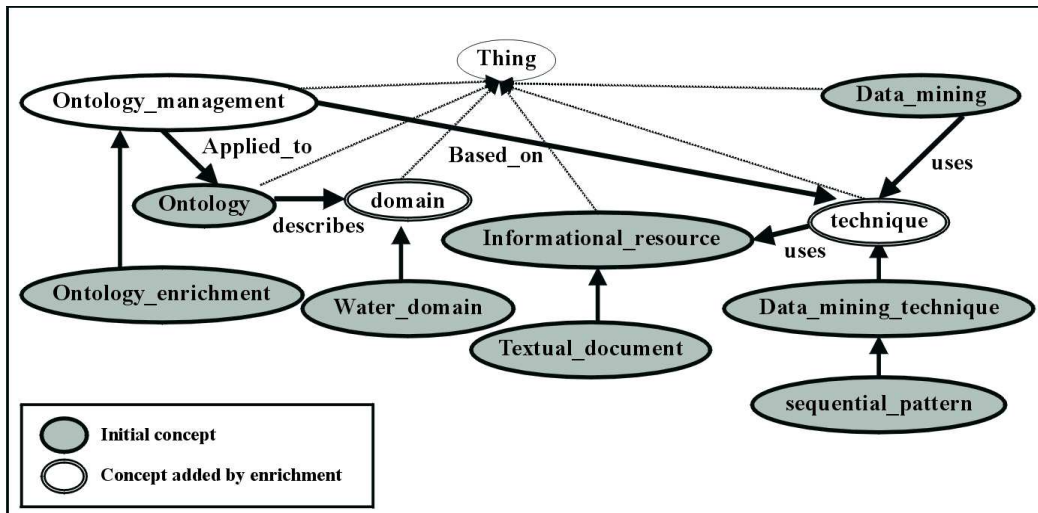 Thing
Ontology_management
Data_mining
Applied_to
Based_on
uses
Ontology
domain
describes
technique
Informational_resource
uses
Ontology_enrichment
Water_domain
Data_mining_technique
Textual_document
sequential_pattern
Initial concept
Concept added by enrichment